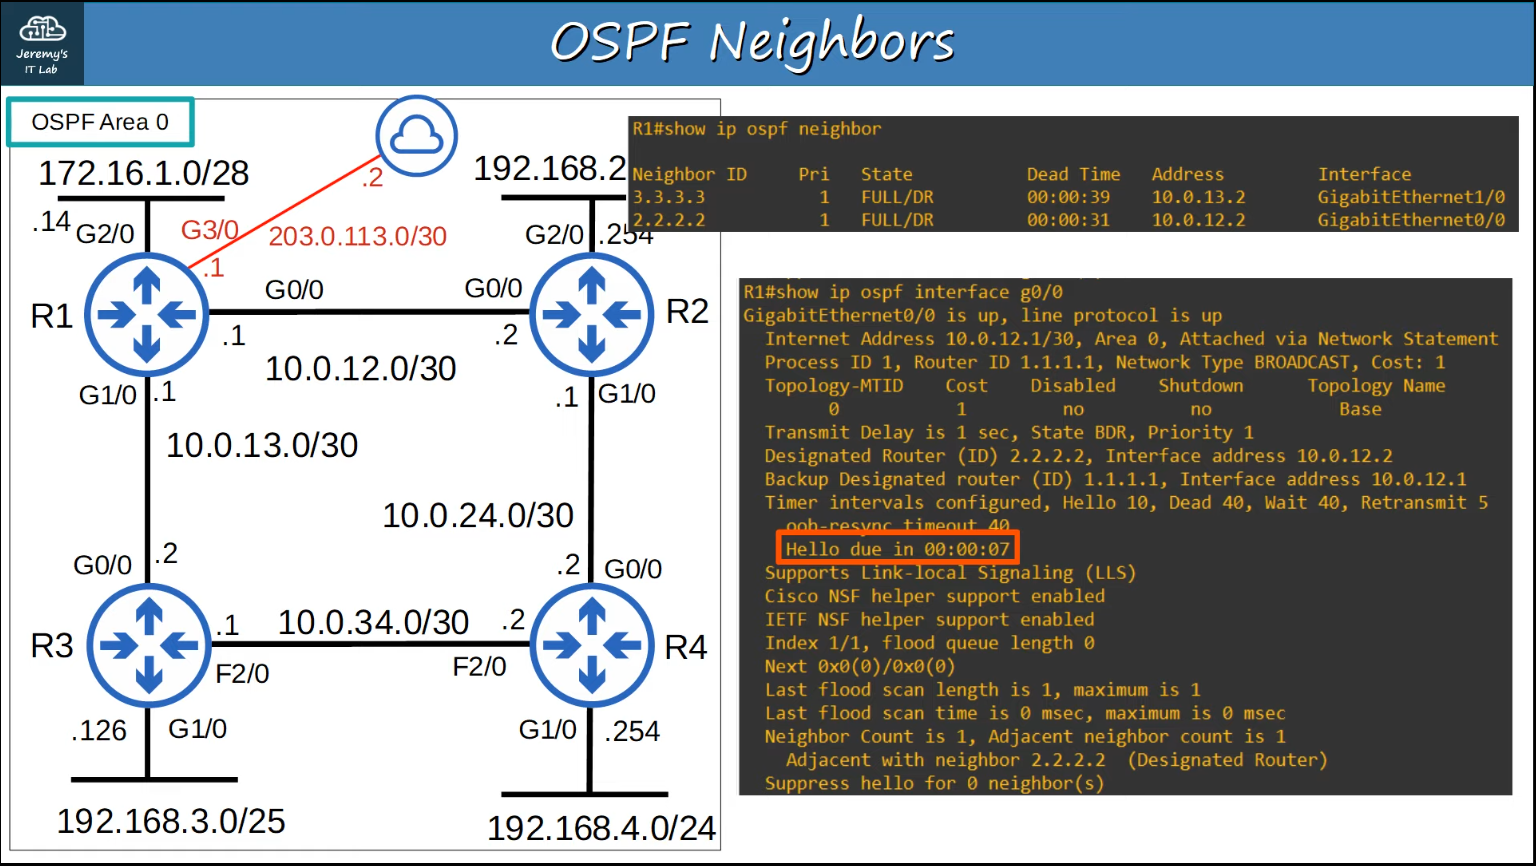 Jeremy's
IT Lab
OSPF Neighbors
OSPF Area 0
172.16.1.0/28
192.168.2
.2
.14
G2/0
G3/0
203.0.113.0/30
G2/0
.254
.1
R1
G0/0
G0/0
R2
.1
.2
10.0.12.0/30
G1/0
.1
.1
G1/0
10.0.13.0/30
10.0.24.0/30
G0/0
.2
.2
G0/0
R3
.1
10.0.34.0/30
.2
R4
F2/0
F2/0
.126
G1/0
G1/0
.254
192.168.3.0/25
192.168.4.0/24
R1#show ip ospf neighbor
Neighbor ID Pri State Dead Time Address Interface
3.3.3.3 1 FULL/DR 00:00:39 10.0.13.2 GigabitEthernet1/0
2.2.2.2 1 FULL/DR 00:00:31 10.0.12.2 GigabitEthernet0/0
R1#show ip ospf interface g0/0
GigabitEthernet0/0 is up, line protocol is up
Internet Address 10.0.12.1/30, Area 0, Attached via Network Statement
Process ID 1, Router ID 1.1.1.1, Network Type BROADCAST, Cost: 1
Topology-MTID Cost Disabled Shutdown Topology Name
0 1 no no Base
Transmit Delay is 1 sec, State BDR, Priority 1
Designated Router (ID) 2.2.2.2, Interface address 10.0.12.2
Backup Designated router (ID) 1.1.1.1, Interface address 10.0.12.1
Timer intervals configured, Hello 10, Dead 40, Wait 40, Retransmit 5
oob-resync timeout 40
Hello due in 00:00:07
Supports Link-local Signaling (LLS)
Cisco NSF helper support enabled
IETF NSF helper support enabled
Index 1/1, flood queue length 0
Next 0x0(0)/0x0(0)
Last flood scan length is 1, maximum is 1
Last flood scan time is 0 msec, maximum is 0 msec
Neighbor Count is 1, Adjacent neighbor count is 1
Adjacent with neighbor 2.2.2.2 (Designated Router)
Suppress hello for 0 neighbor(s)